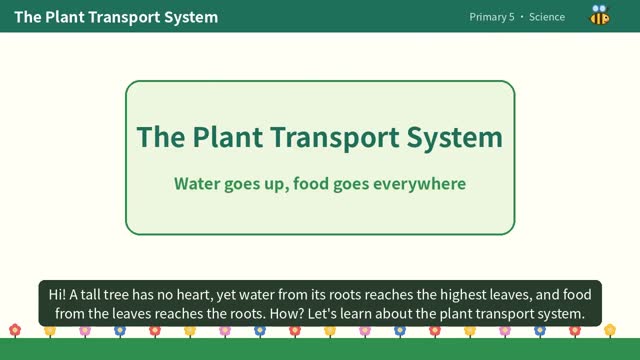 The Plant Transport System
Primary 5 • Science
The Plant Transport System
Water goes up, food goes everywhere
Hi! A tall tree has no heart, yet water from its roots reaches the highest leaves, and food
from the leaves reaches the roots. How? Let's learn about the plant transport system.